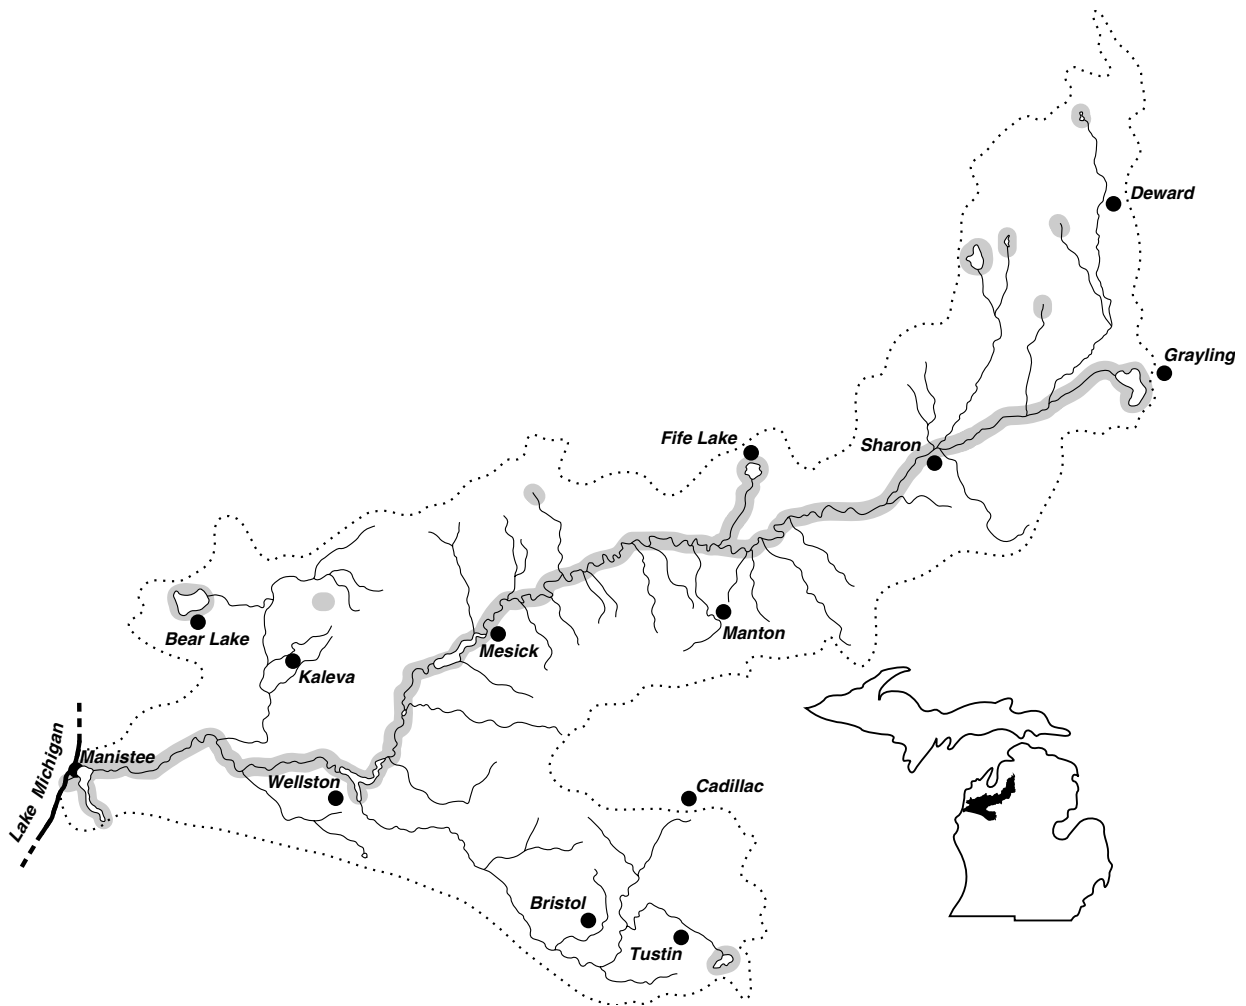 Deward
Grayling
Fife Lake
Sharon
Bear Lake
Manton
Mesick
Kaleva
Lake Michigan
Manistee
Wellston
Cadillac
Bristol
Tustin